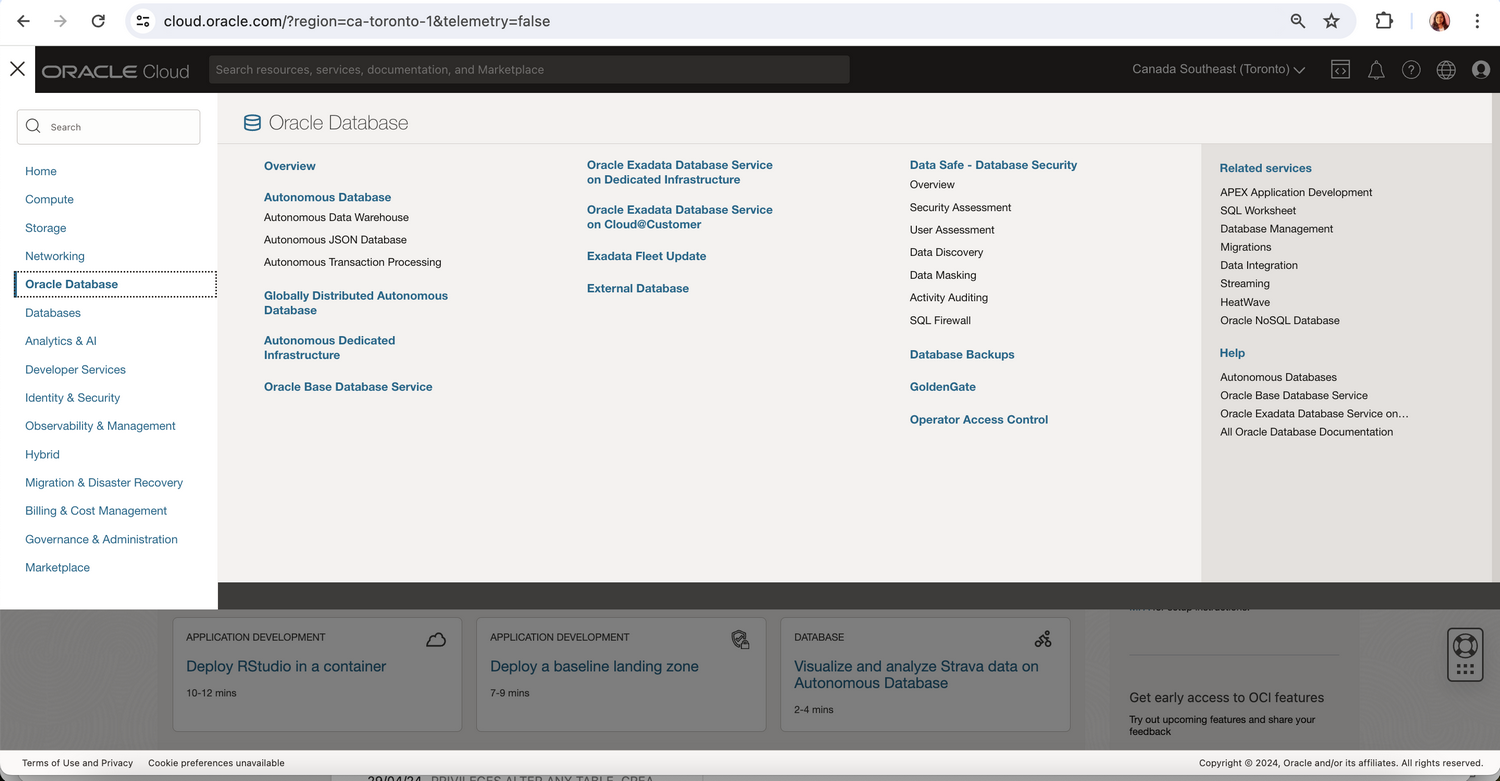 cloud.oracle.com/?region=ca-toronto-1&telemetry=false
ORACLE Cloud
Search resources, services, documentation, and Marketplace
Canada Southeast (Toronto)
Search
Home
Compute
Storage
Networking
Oracle Database
Databases
Analytics & AI
Developer Services
Identity & Security
Observability & Management
Hybrid
Migration & Disaster Recovery
Billing & Cost Management
Governance & Administration
Marketplace
Oracle Database
Overview
Autonomous Database
Autonomous Data Warehouse
Autonomous JSON Database
Autonomous Transaction Processing
Globally Distributed Autonomous
Database
Autonomous Dedicated
Infrastructure
Oracle Base Database Service
Oracle Exadata Database Service
on Dedicated Infrastructure
Oracle Exadata Database Service
on Cloud@Customer
Exadata Fleet Update
External Database
Data Safe - Database Security
Overview
Security Assessment
User Assessment
Data Discovery
Data Masking
Activity Auditing
SQL Firewall
Database Backups
GoldenGate
Operator Access Control
Related services
APEX Application Development
SQL Worksheet
Database Management
Migrations
Data Integration
Streaming
HeatWave
Oracle NoSQL Database
Help
Autonomous Databases
Oracle Base Database Service
Oracle Exadata Database Service on...
All Oracle Database Documentation
APPLICATION DEVELOPMENT
Deploy RStudio in a container
10-12 mins
APPLICATION DEVELOPMENT
Deploy a baseline landing zone
7-9 mins
DATABASE
Visualize and analyze Strava data on
Autonomous Database
2-4 mins
setup instructions.
Get early access to OCI features
Try out upcoming features and share your
feedback
Terms of Use and Privacy
Cookie preferences unavailable
Copyright © 2024, Oracle and/or its affiliates. All rights reserved.
29/04/24 PRIVILEGES ALTER ANY TABLE, CREA